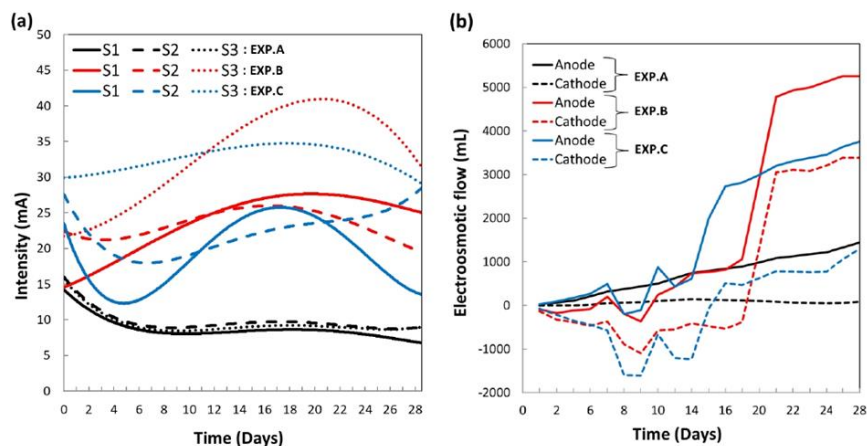 (a)
S1 S2 S3 : EXP.A
S1 S2 S3 : EXP.B
S1 S2 S3 : EXP.C
50
45
40
35
30
25
20
15
10
5
0
Intensity (mA)
0 2 4 6 8 10 12 14 16 18 20 22 24 26 28
Time (Days)
(b)
Anode
Cathode
EXP.A
Anode
Cathode
EXP.B
Anode
Cathode
EXP.C
6000
5000
4000
3000
2000
1000
0
-1000
-2000
Electroosmotic flow (mL)
0 2 4 6 8 10 14 16 18 21 23 26 28
Time (Days)